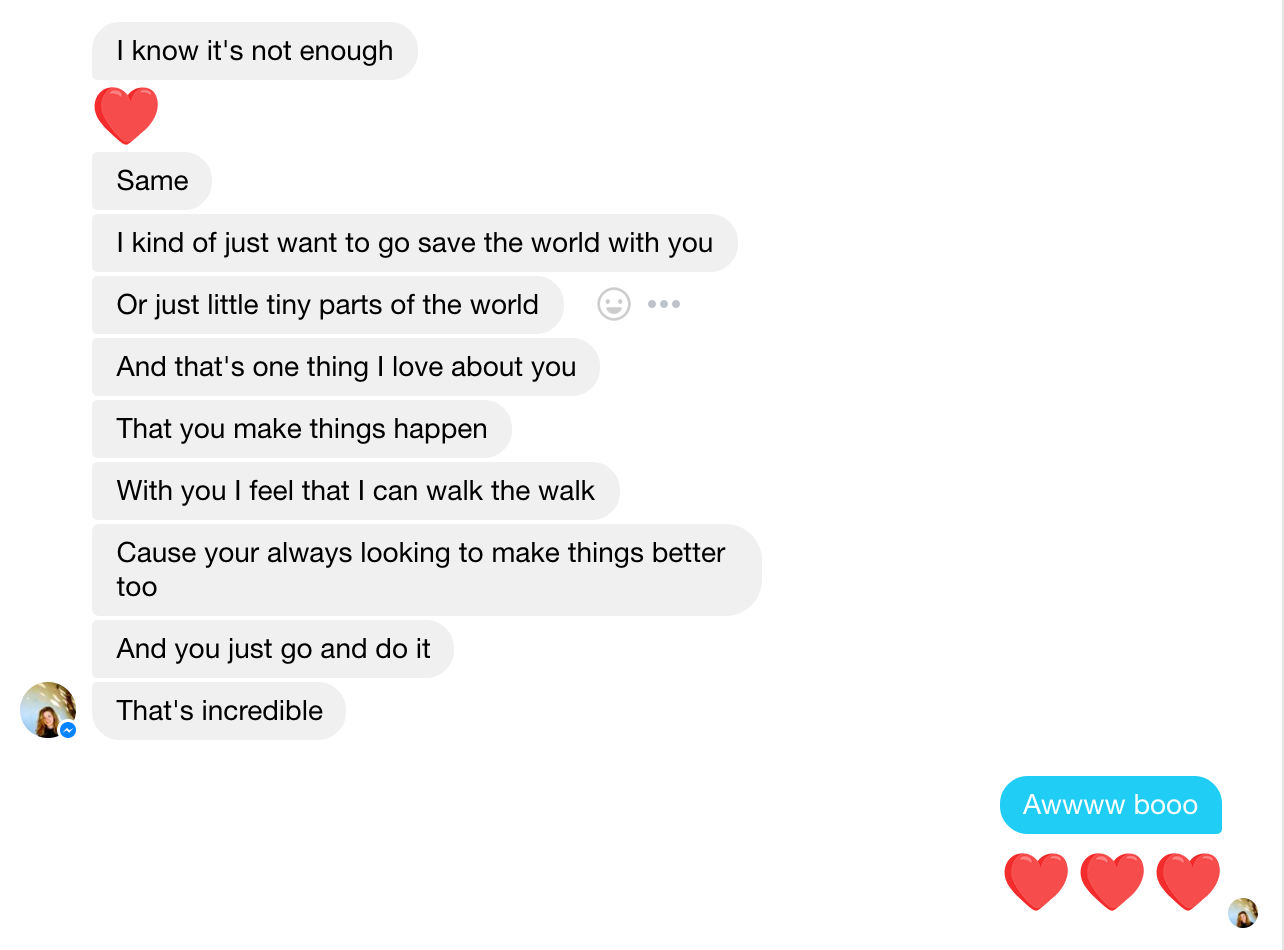 I know it's not enough
❤️
Same
I kind of just want to go save the world with you
Or just little tiny parts of the world
And that's one thing I love about you
That you make things happen
With you I feel that I can walk the walk
Cause your always looking to make things better
too
And you just go and do it
That's incredible
Awwww booo
❤️❤️❤️